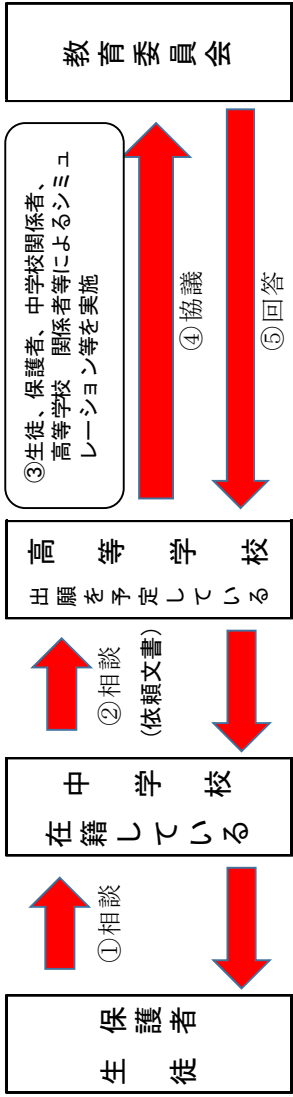 生徒
保護者
①相談
在籍している
中学校
②相談
(依頼文書)
出願を予定している
高等学校
③生徒、保護者、中学校関係者、
高等学校 関係者等によるシミュ
レーション等を実施
④協議
⑤回答
教育委員会